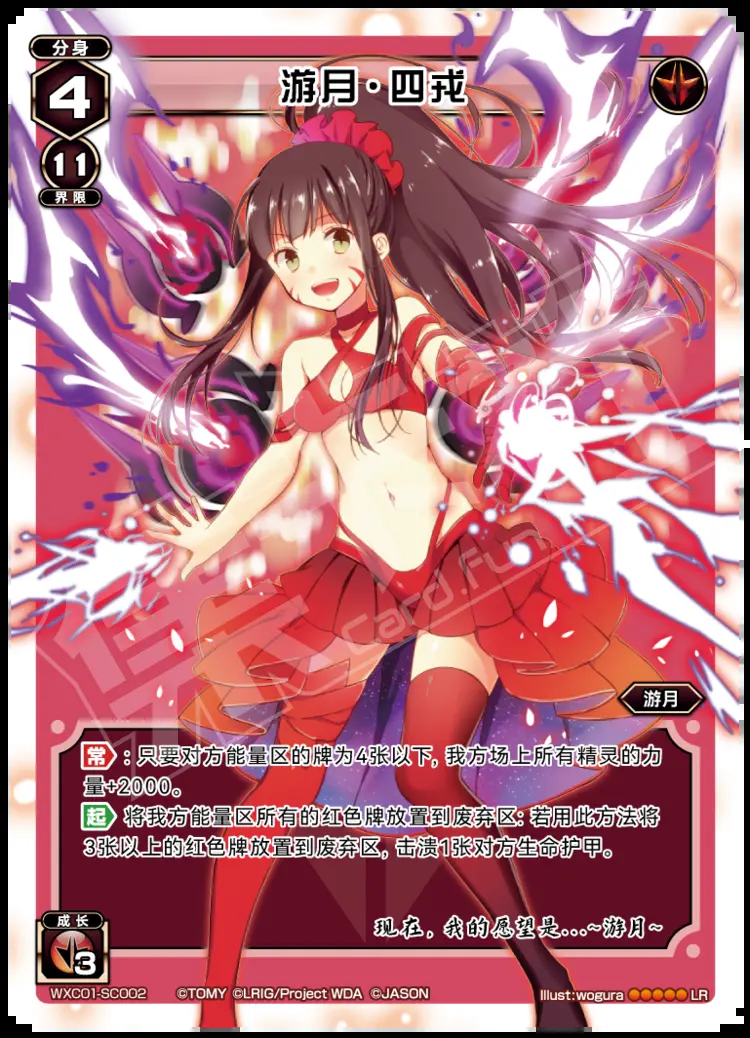 分身
4
游月·四戎
11
界限
游月
常：只要对方能量区的牌为4张以下, 我方场上所有精灵的力
量+2000。
起 将我方能量区所有的红色牌放置到废弃区: 若用此方法将
3张以上的红色牌放置到废弃区, 击溃1张对方生命护甲。
现在, 我的愿望是...~游月~
成长
3
WXC01-SC002 ©TOMY ©LRIG/Project WDA ©JASON Illust:wogura LR
card.fun